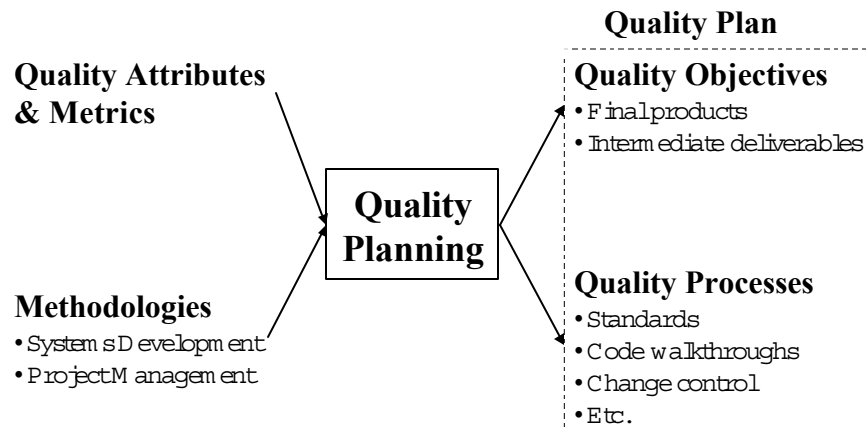 Quality Plan
Quality Attributes
& Metrics
Methodologies
• Systems Development
• Project Management
Quality
Planning
Quality Objectives
• Final products
• Intermediate deliverables
Quality Processes
• Standards
• Code walkthroughs
• Change control
• Etc.